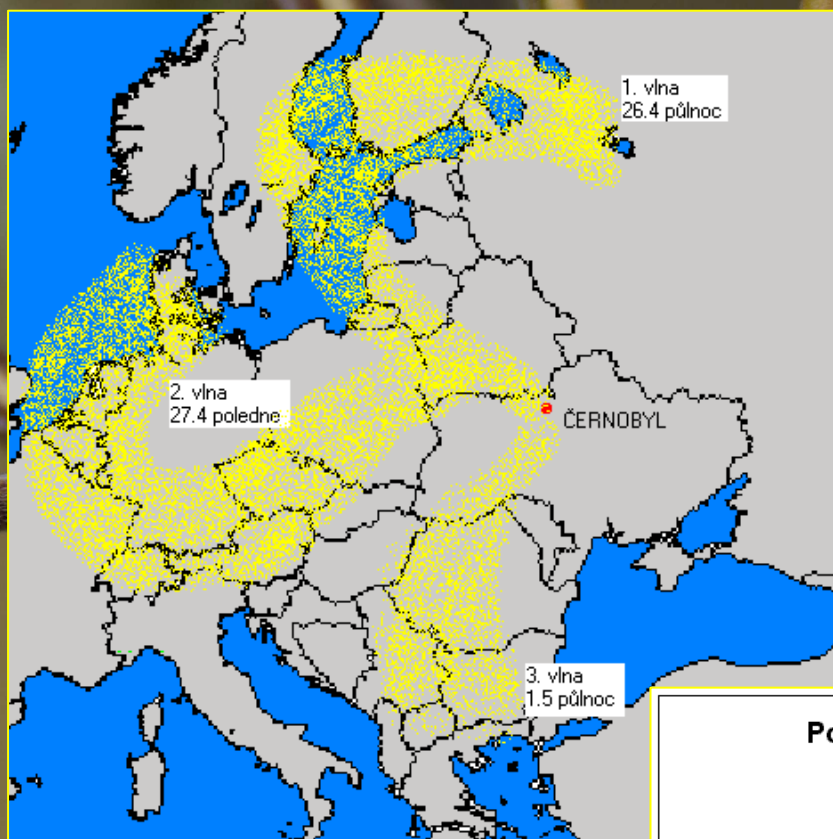 1. vlna
26.4 půlnoc
2. vlna
27.4 poledne
ČERNOBYL
3. vlna
1.5 půlnoc